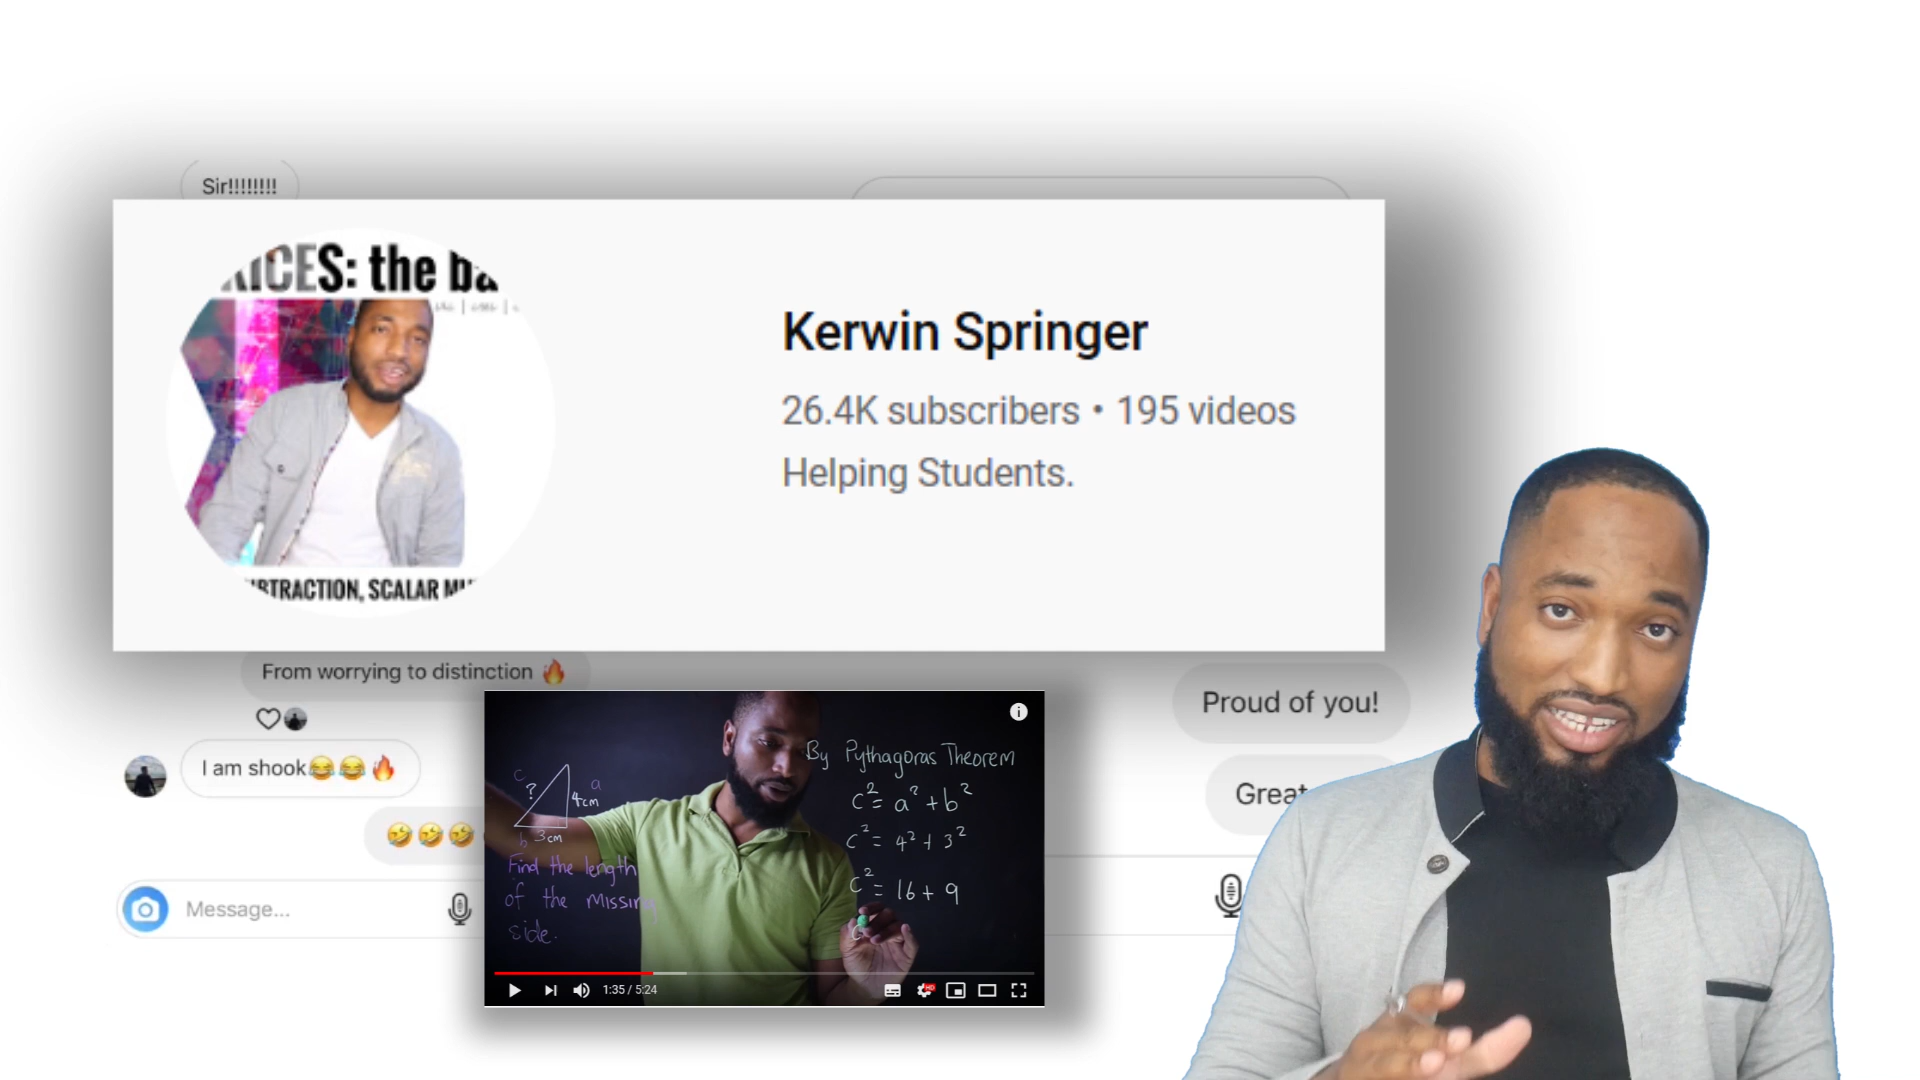 Sir!!!!!!!!
ICES: the ba
Kerwin Springer
26.4K subscribers • 195 videos
Helping Students.
BTRACTION, SCALAR MU
From worrying to distinction 🔥
I am shook😂😂🔥
🤣🤣🤣
Message...
Proud of you!
Great
c
?
a
4cm
b
3cm
Find the length
of the missing
side.
By Pythagoras Theorem
c² = a² + b²
c² = 4² + 3²
c² = 16 + 9
1:35 / 5:24
HD